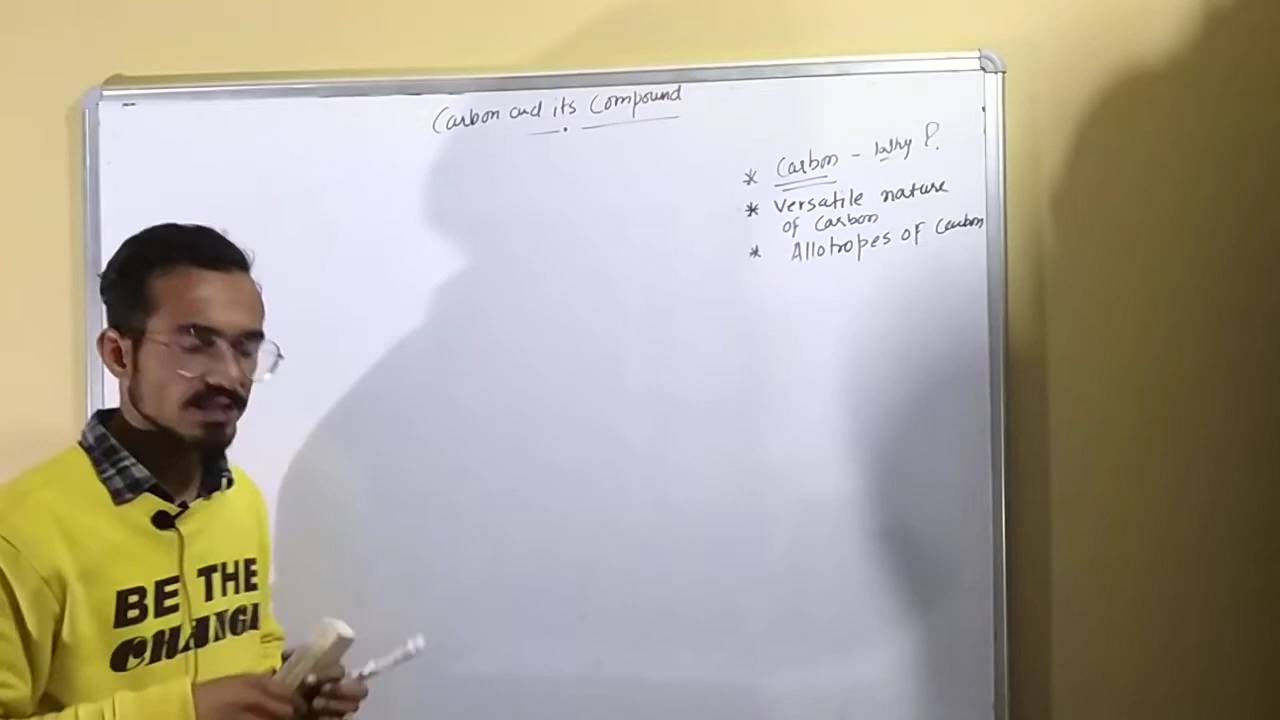 Carbon and its Compound
* Carbon - Why ?
* Versatile nature
of Carbon
* Allotropes of Carbon
BE THE
CHANGE